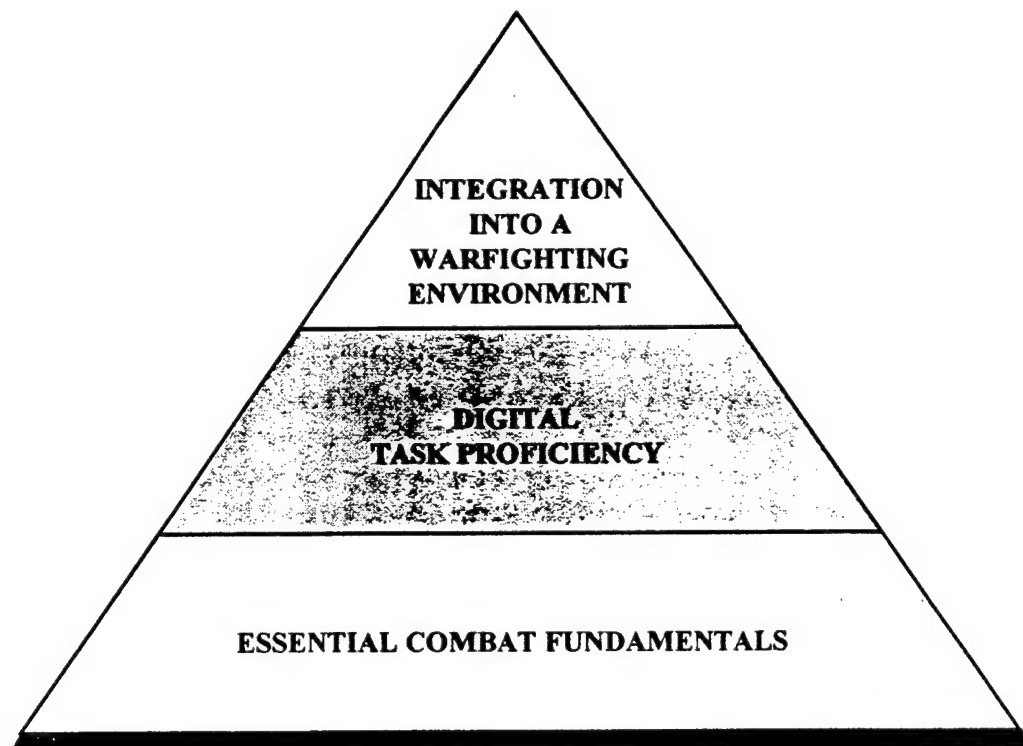 INTEGRATION
INTO A
WARFIGHTING
ENVIRONMENT
DIGITAL
TASK PROFICIENCY
ESSENTIAL COMBAT FUNDAMENTALS